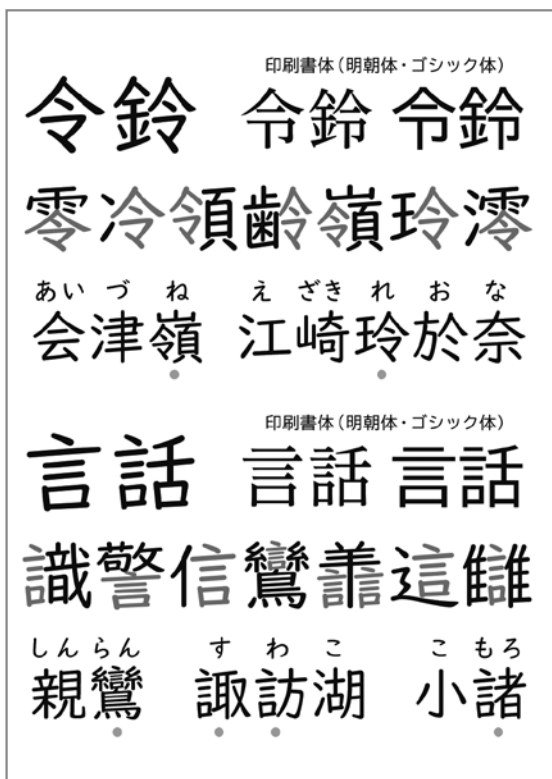 印刷書体（明朝体・ゴシック体）
令鈴 令鈴 令鈴
零冷領齢嶺玲澪
あいづね えざきれおな
会津嶺 江崎玲於奈
印刷書体（明朝体・ゴシック体）
言話 言話 言話
識警信鸞譱這讎
しんらん すわこ こもろ
親鸞 諏訪湖 小諸